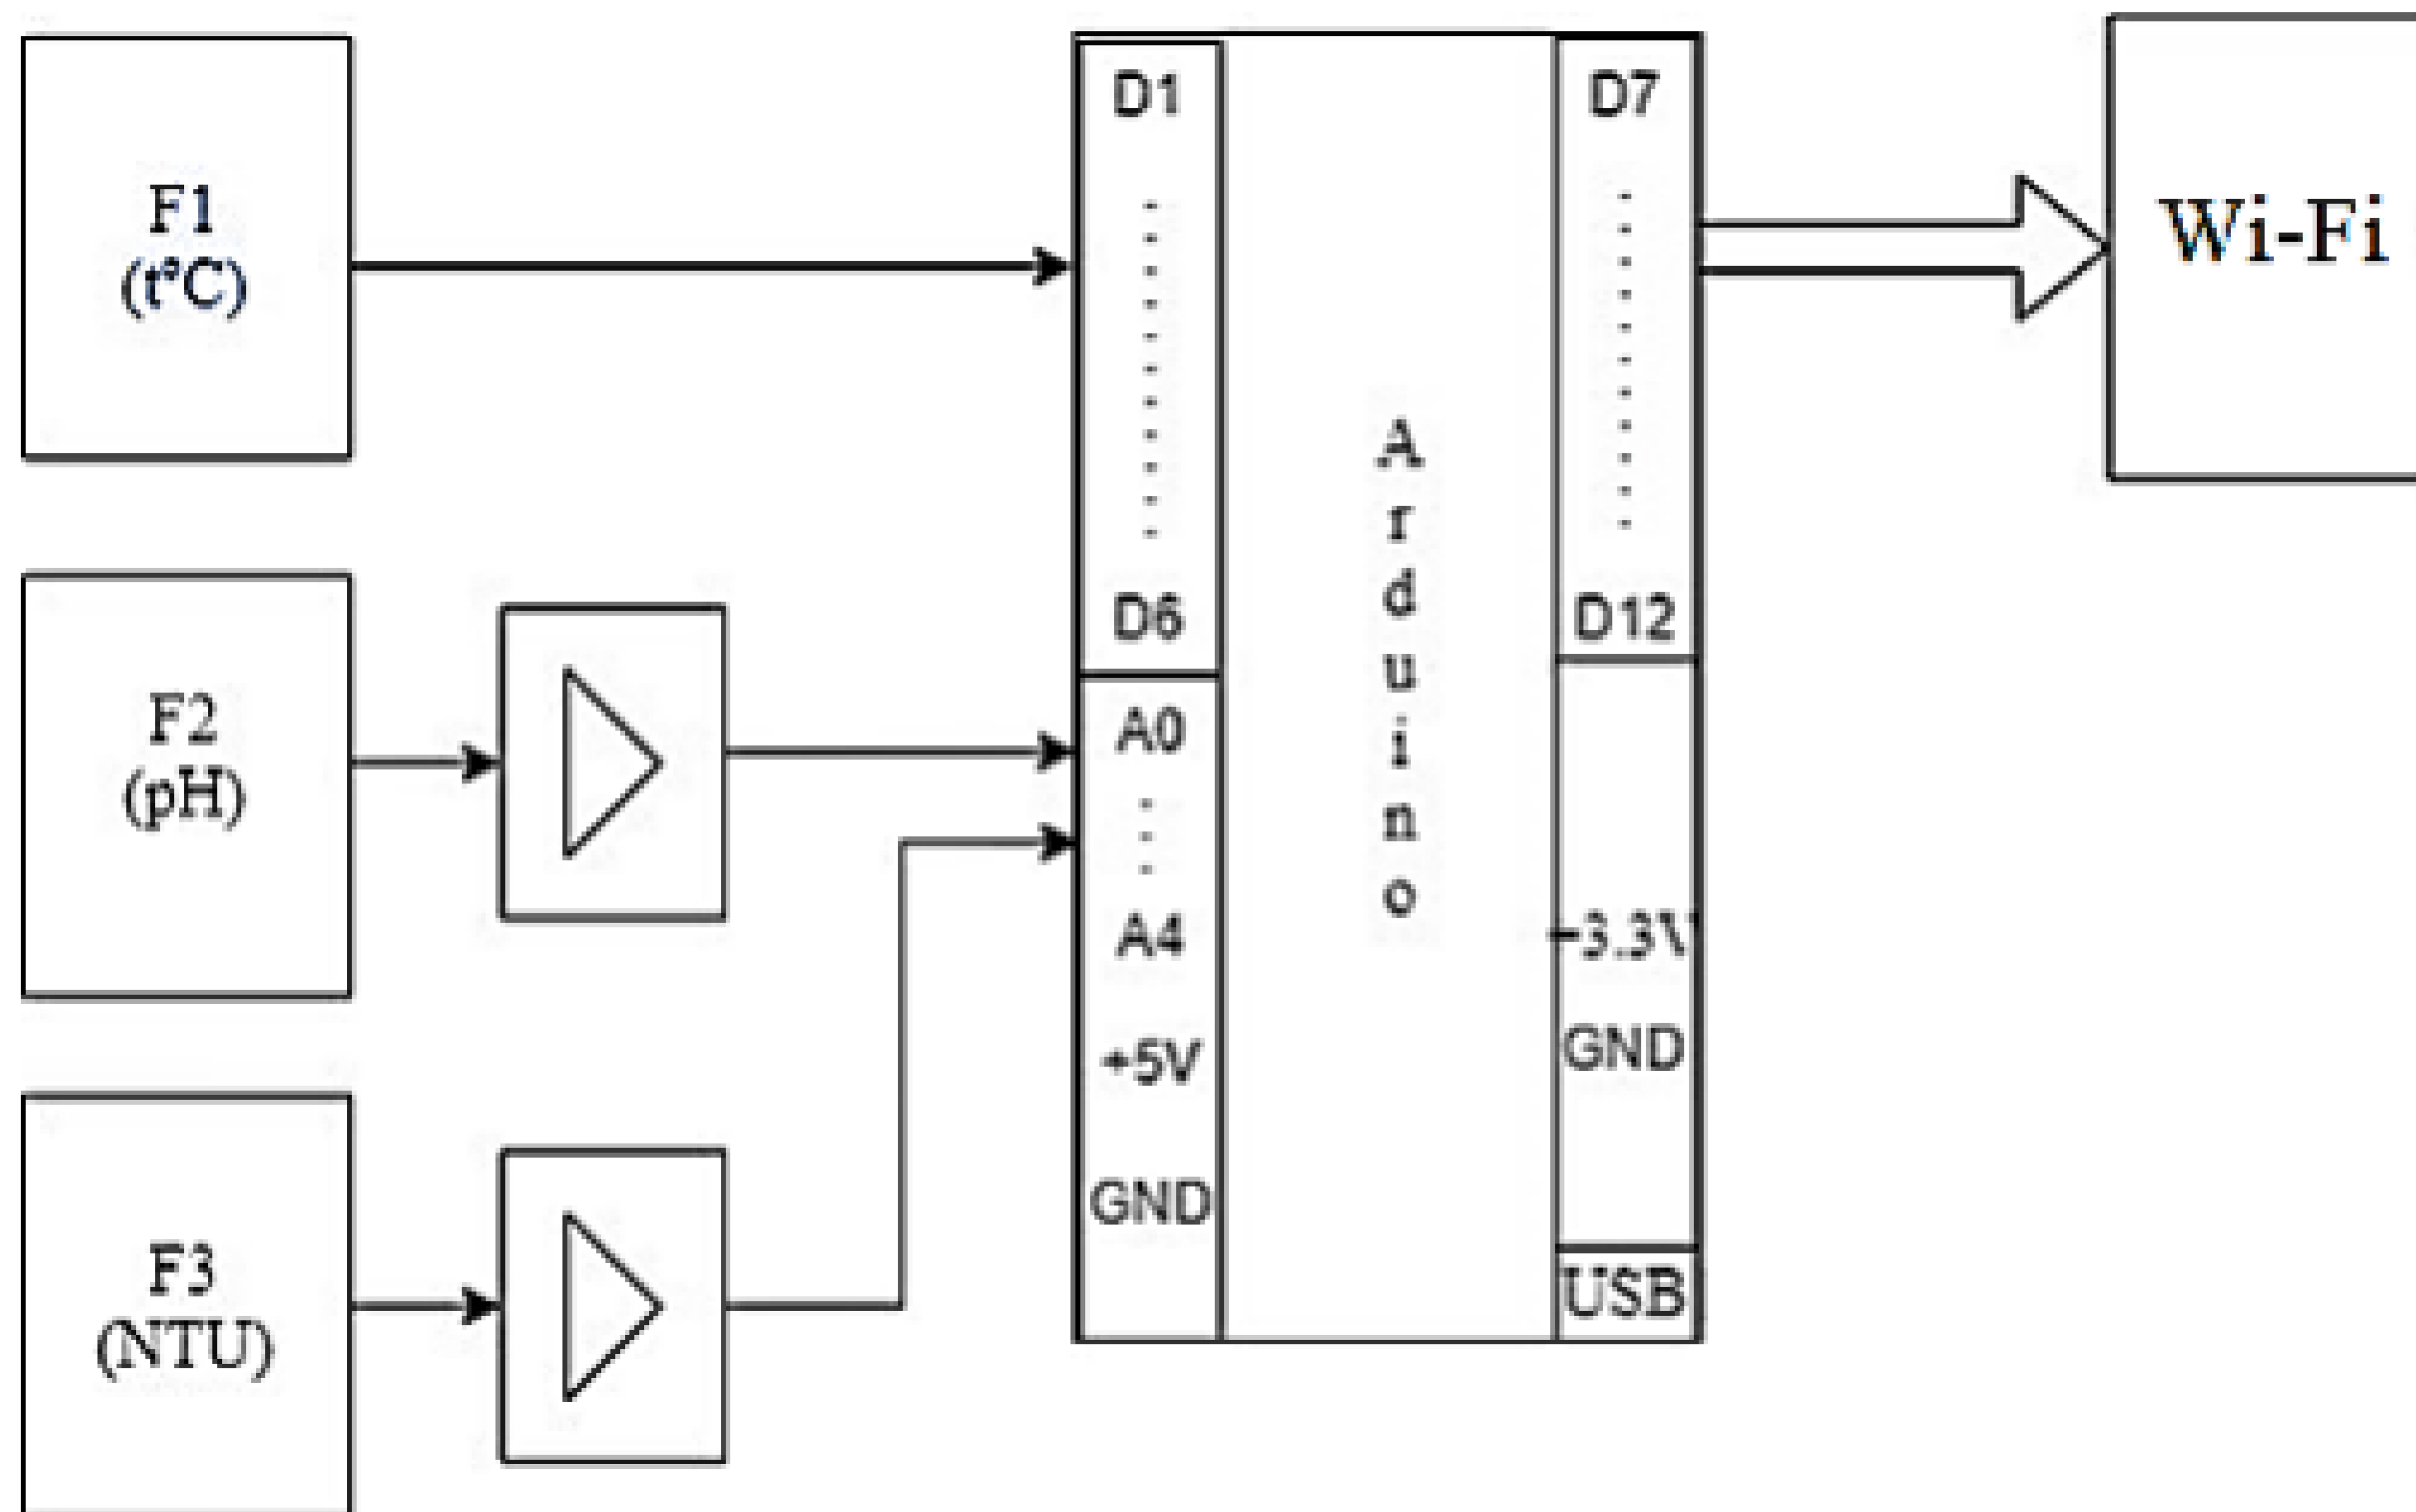 F1
(t°C)
F2
(pH)
F3
(NTU)
D1
D6
A0
A4
+5V
GND
Arduino
D7
D12
+3.3V
GND
USB
Wi-Fi